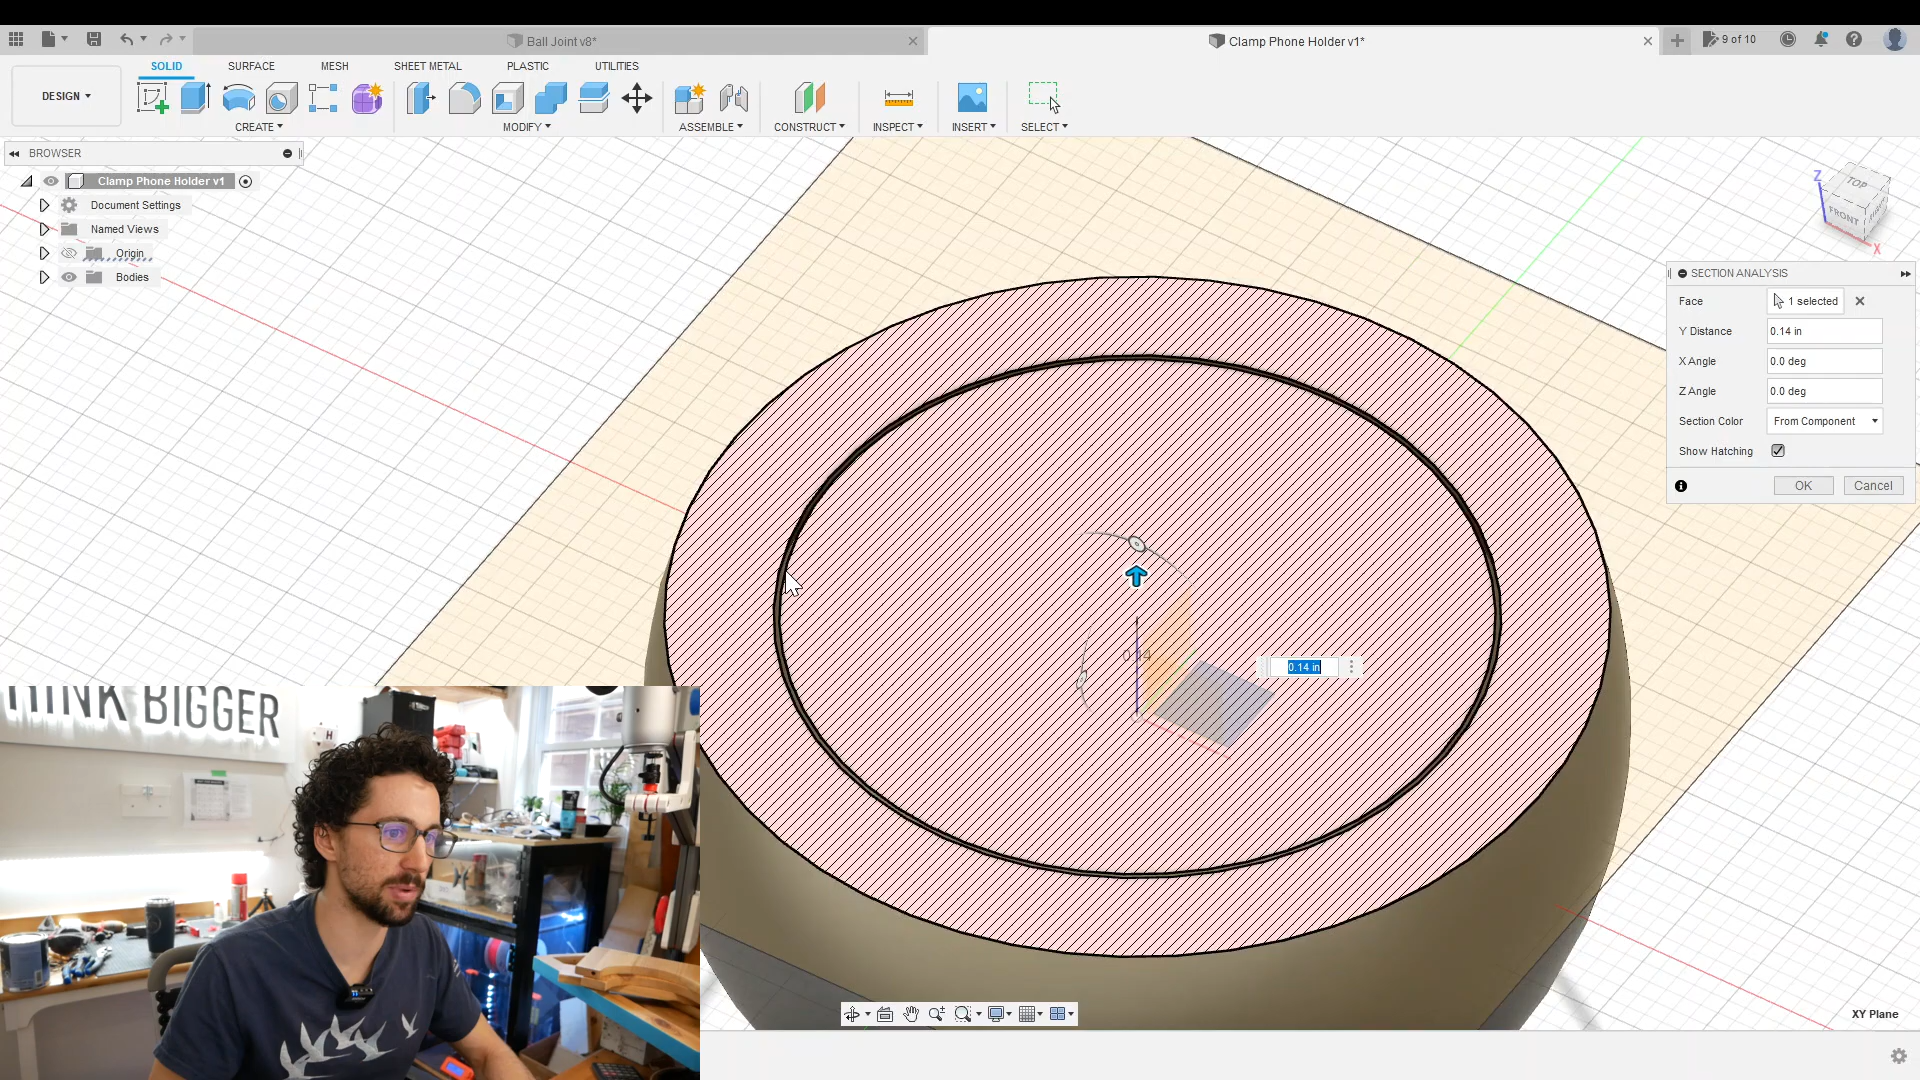 Ball Joint v8*
Clamp Phone Holder v1*
9 of 10
DESIGN
SOLID
SURFACE
MESH
SHEET METAL
PLASTIC
UTILITIES
CREATE
MODIFY
ASSEMBLE
CONSTRUCT
INSPECT
INSERT
SELECT
BROWSER
Clamp Phone Holder v1
Document Settings
Named Views
Origin
Bodies
Z
TOP
FRONT
X
SECTION ANALYSIS
Face
1 selected
Y Distance
0.14 in
X Angle
0.0 deg
Z Angle
0.0 deg
Section Color
From Component
Show Hatching
OK
Cancel
0.14
0.14 in
HINK BIGGER
H
XY Plane